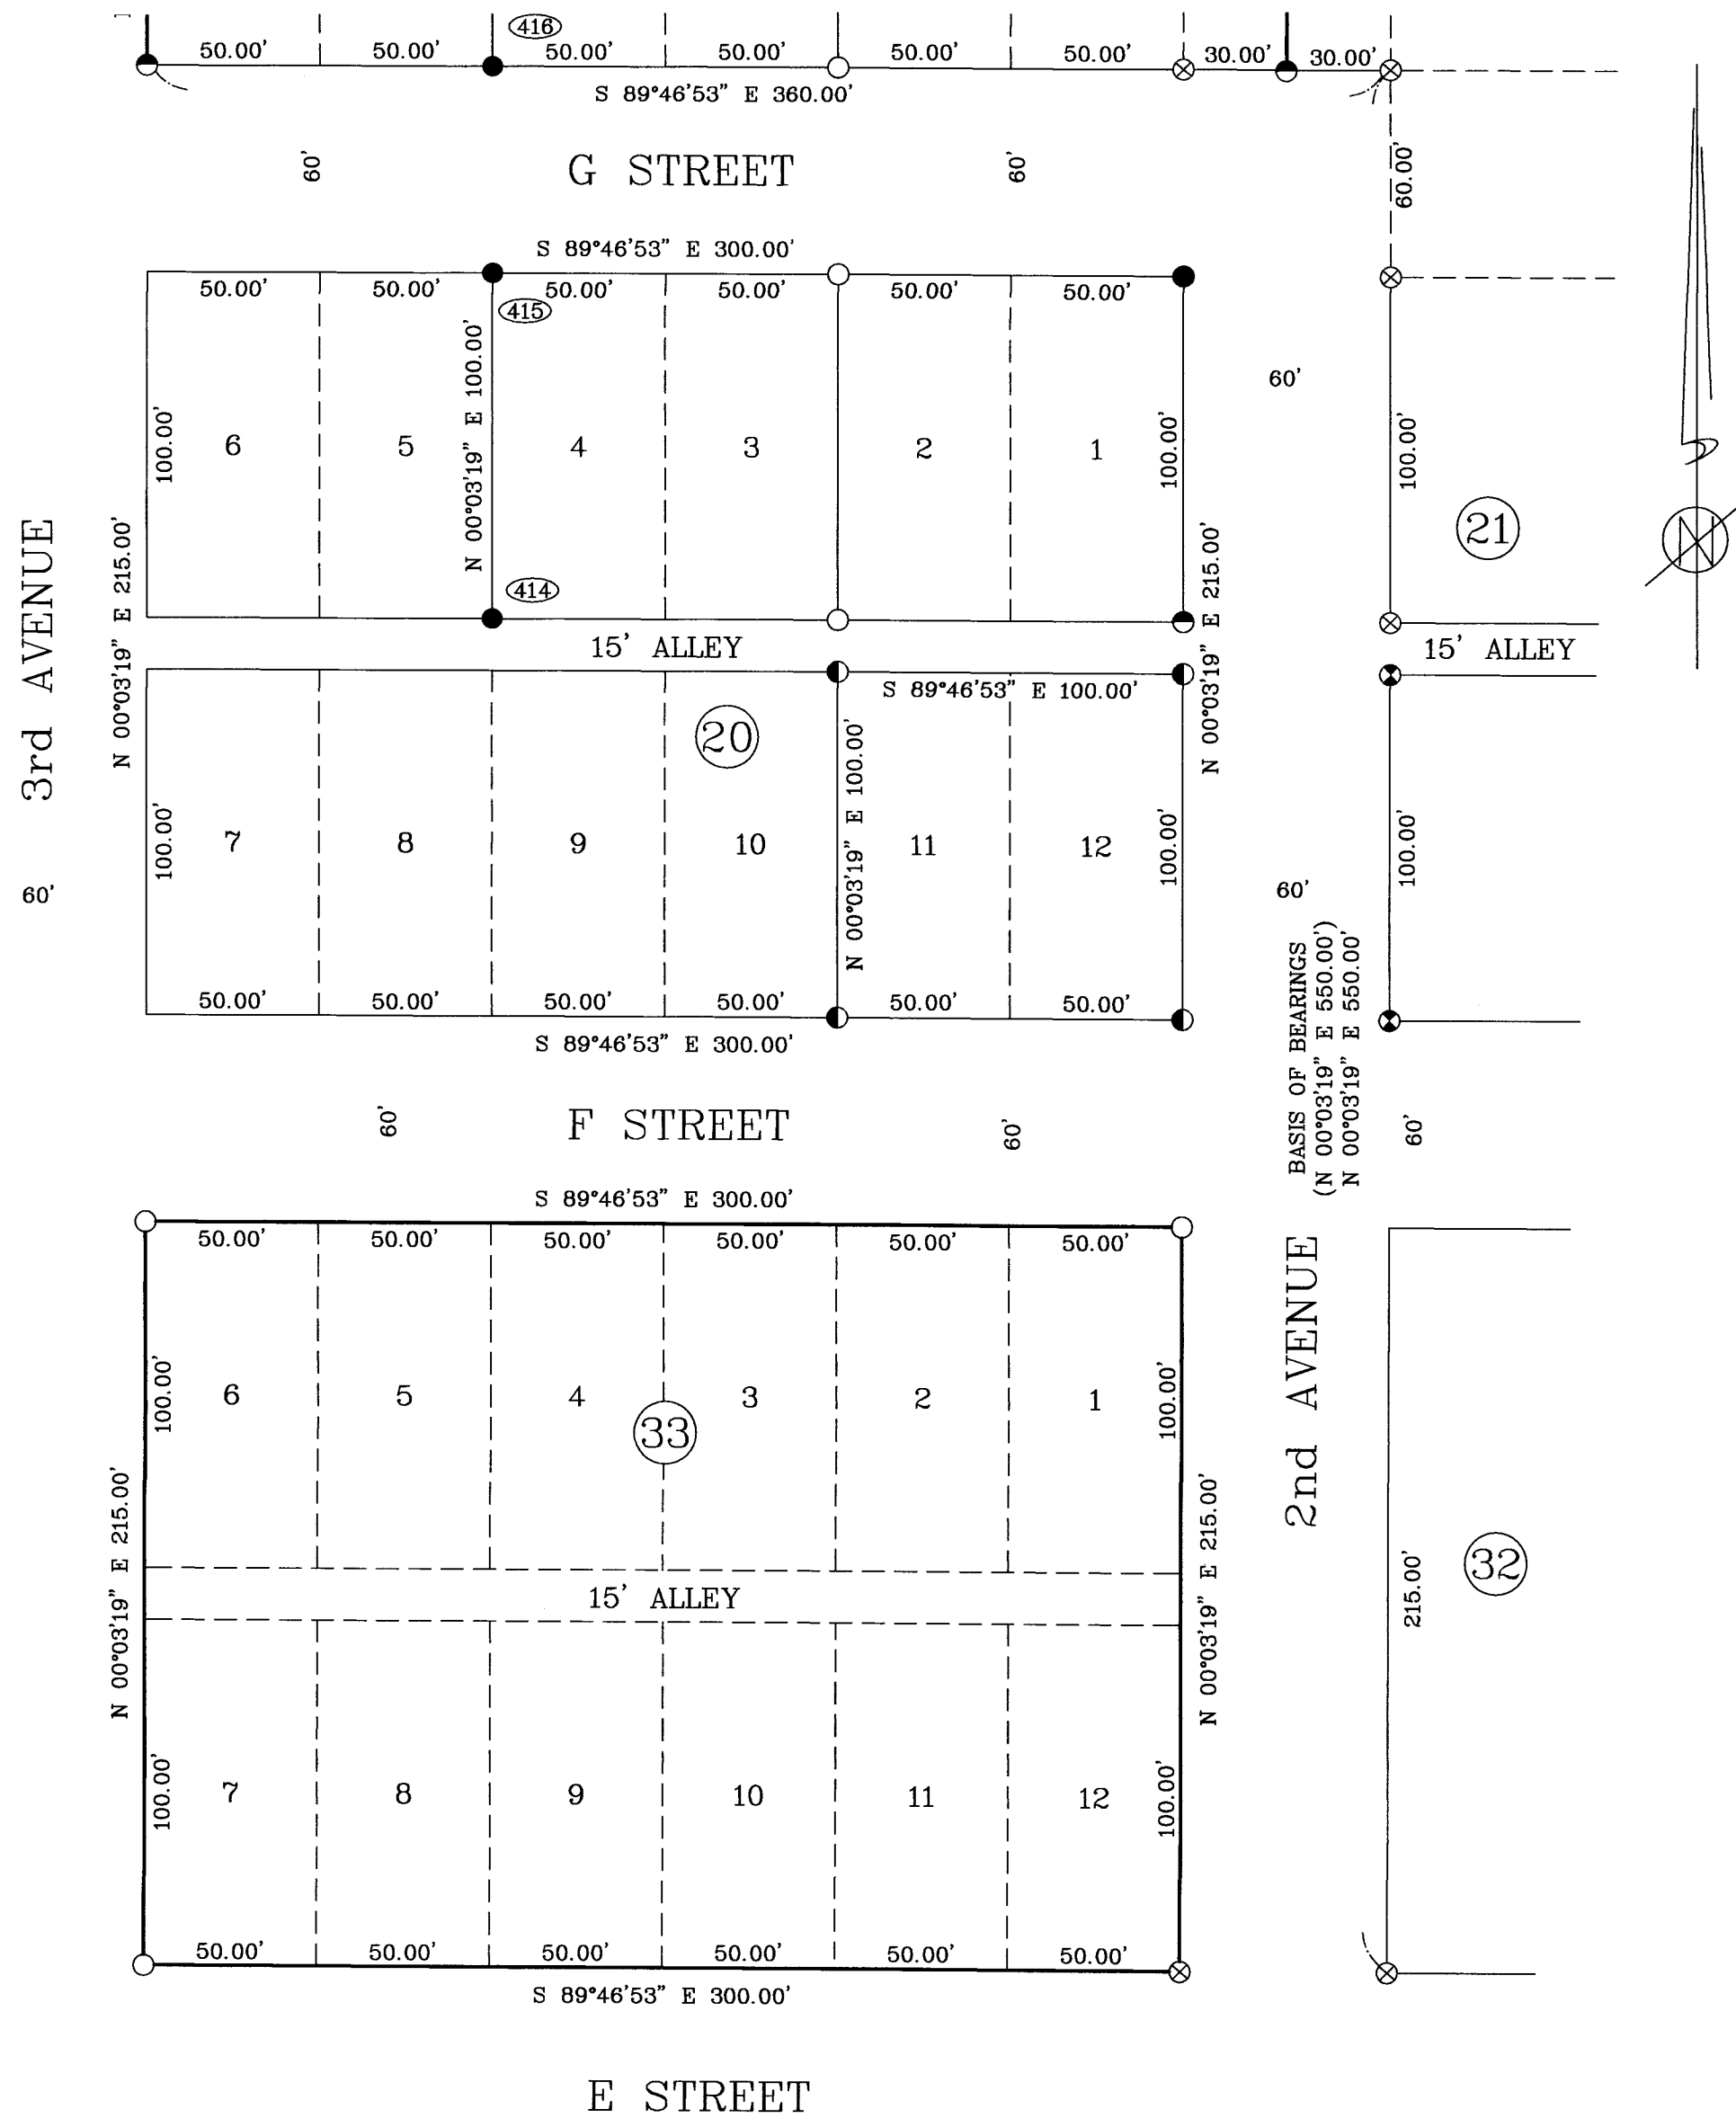 416
50.00' 50.00' 50.00' 50.00' 50.00' 50.00' 30.00' 30.00'
S 89°46'53" E 360.00'
60' G STREET 60' 60.00'
S 89°46'53" E 300.00'
50.00' 50.00' 50.00' 50.00' 50.00' 50.00'
415
60'
N 00°03'19" E 100.00'
100.00' 6 5 4 3 2 1 100.00' 100.00'
21
N
3rd AVENUE
60'
N 00°03'19" E 215.00'
N 00°03'19" E 215.00'
414
15' ALLEY 15' ALLEY
S 89°46'53" E 100.00'
20
N 00°03'19" E 100.00'
100.00' 7 8 9 10 11 12 100.00' 100.00'
60'
50.00' 50.00' 50.00' 50.00' 50.00' 50.00'
S 89°46'53" E 300.00'
BASIS OF BEARINGS
(N 00°03'19" E 550.00')
N 00°03'19" E 550.00'
60' F STREET 60' 60'
S 89°46'53" E 300.00'
50.00' 50.00' 50.00' 50.00' 50.00' 50.00'
2nd AVENUE
100.00' 6 5 4 3 2 1 100.00'
33
N 00°03'19" E 215.00'
N 00°03'19" E 215.00'
215.00'
32
15' ALLEY
100.00' 7 8 9 10 11 12 100.00'
50.00' 50.00' 50.00' 50.00' 50.00' 50.00'
S 89°46'53" E 300.00'
E STREET